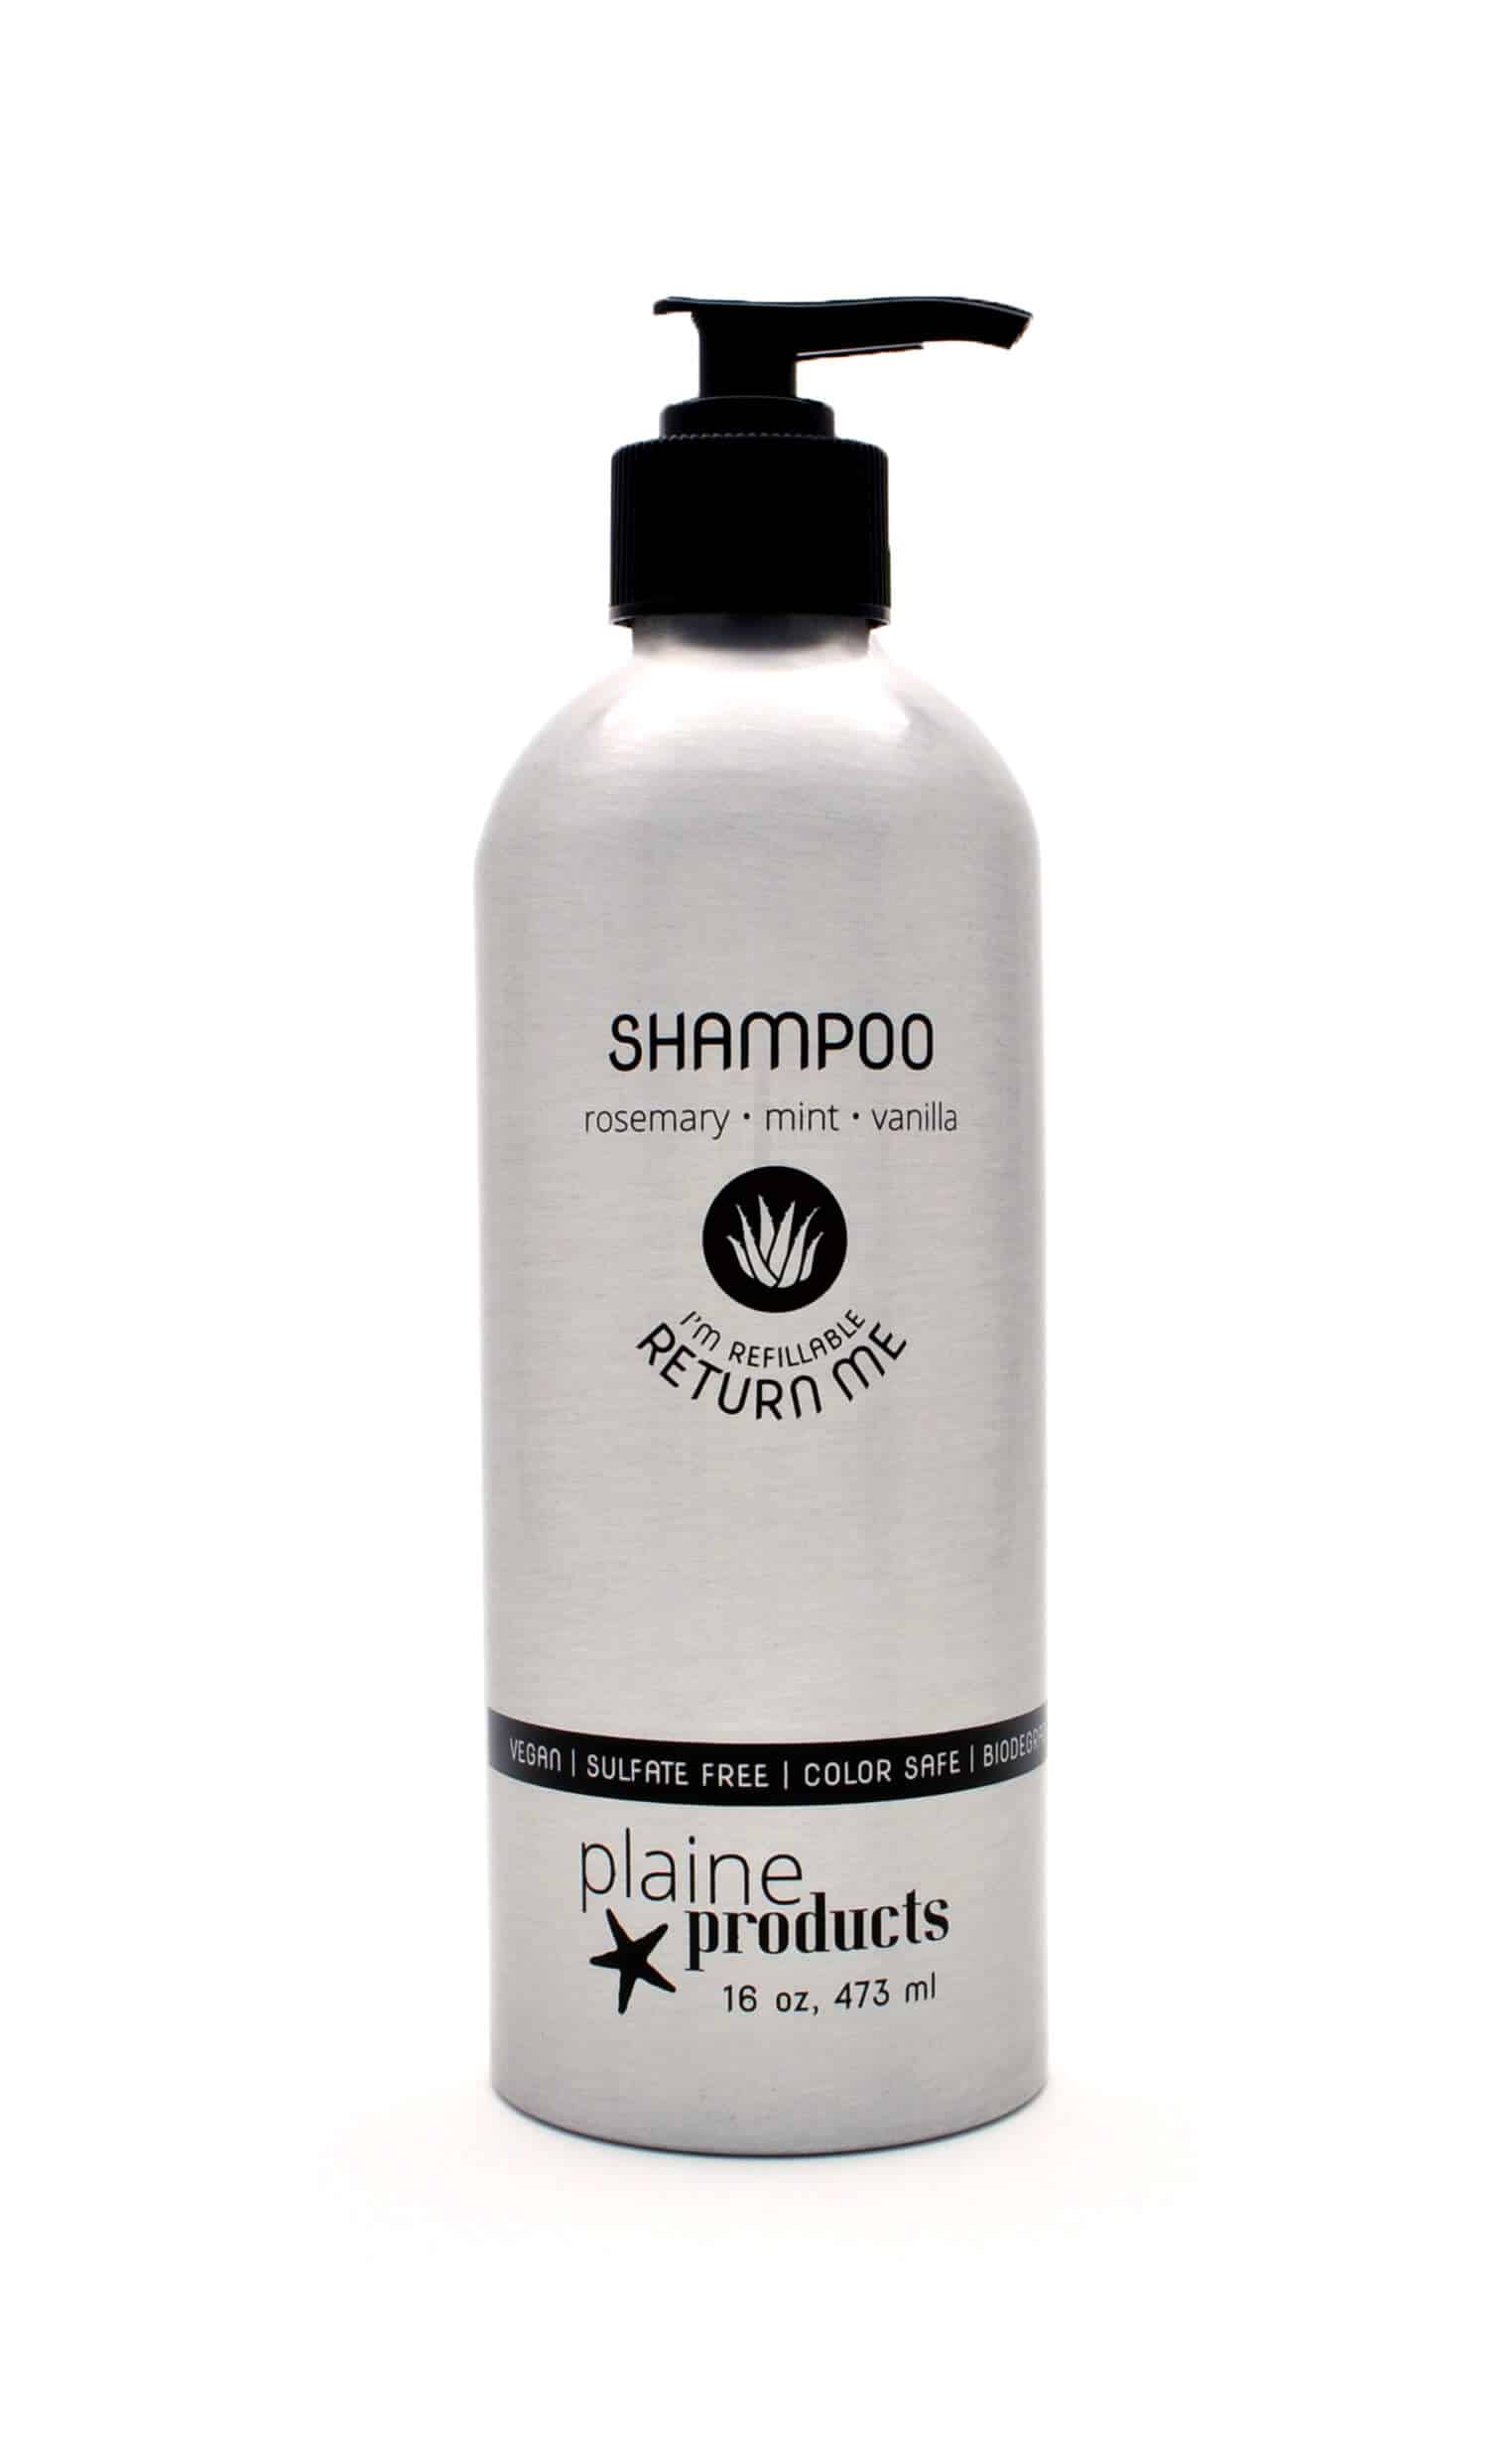 SHAMPOO
rosemary • mint • vanilla
I'M REFILLABLE
RETURN ME
VEGAN | SULFATE FREE | COLOR SAFE |
plaine
products
16 oz, 473 ml